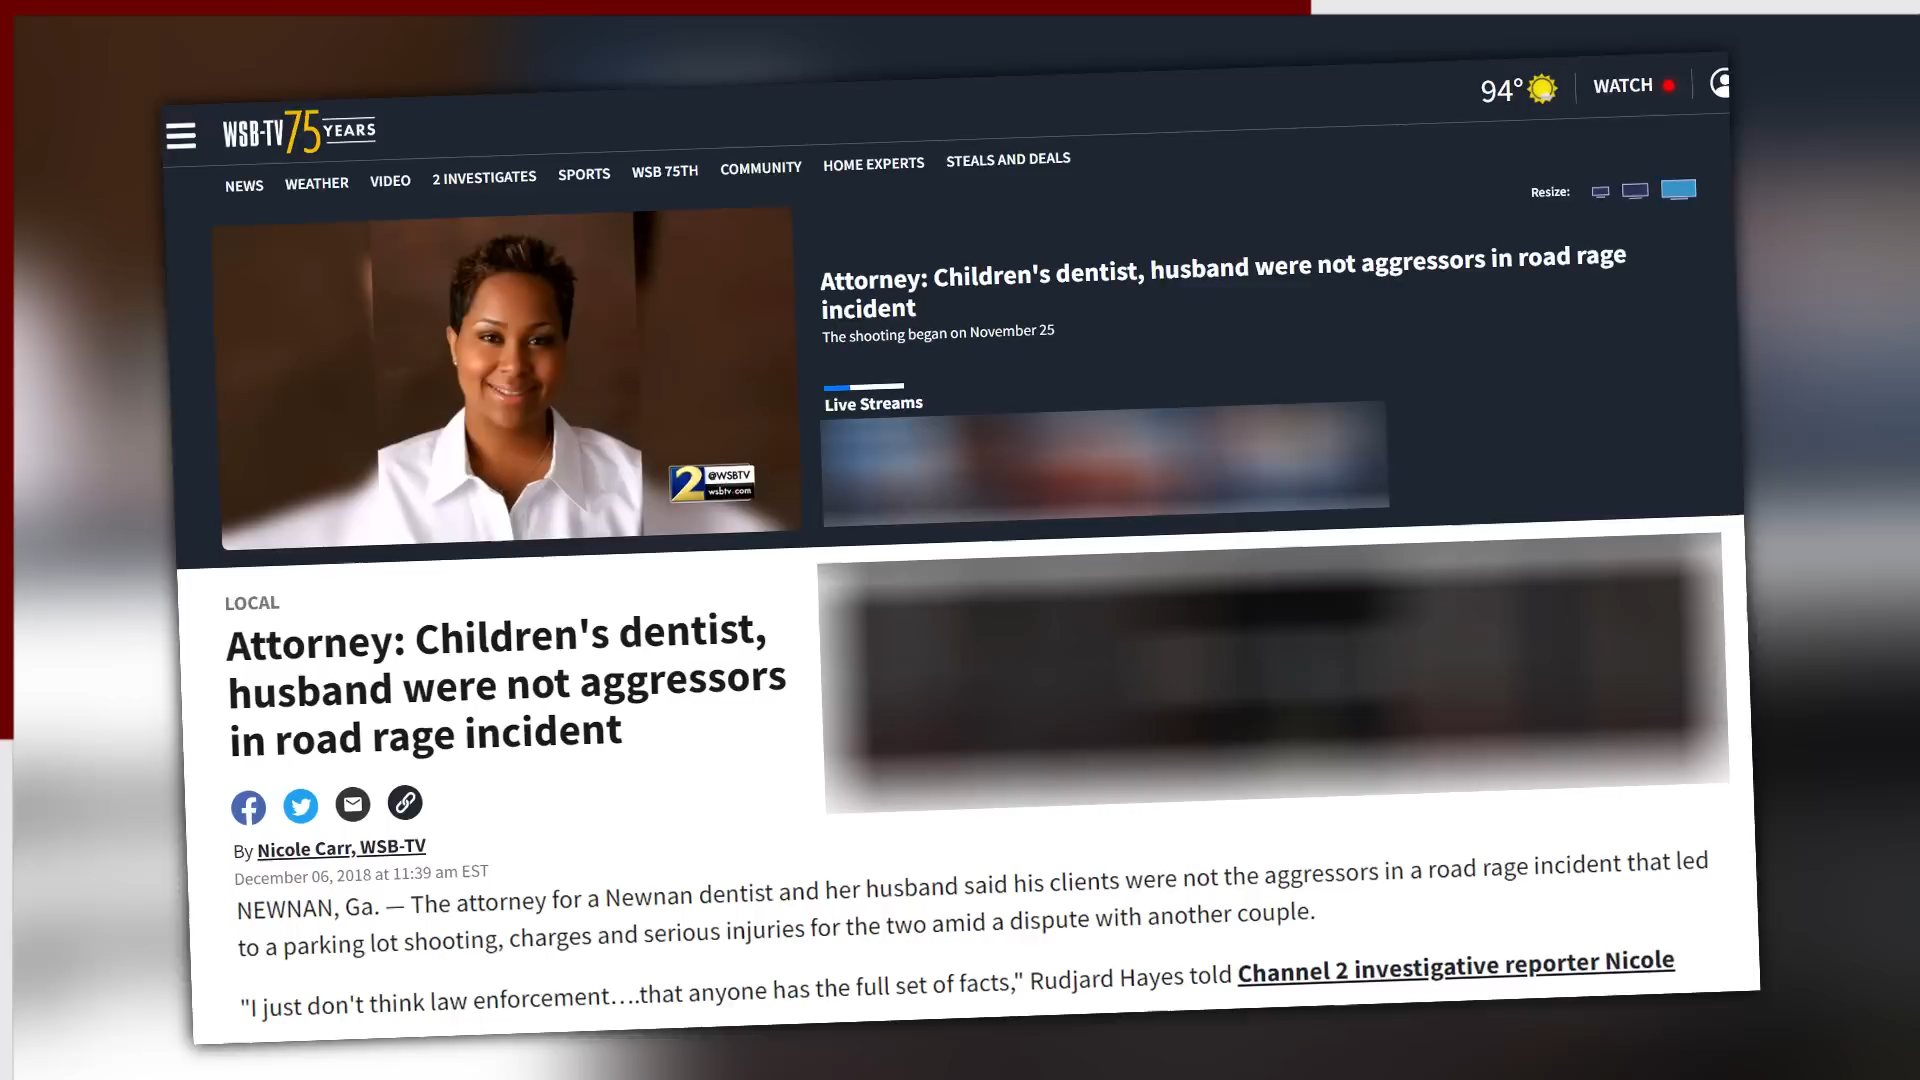 WSB-TV 75 YEARS
94°
WATCH
NEWS WEATHER VIDEO 2 INVESTIGATES SPORTS WSB 75TH COMMUNITY HOME EXPERTS STEALS AND DEALS
Resize:
Attorney: Children's dentist, husband were not aggressors in road rage
incident
The shooting began on November 25
Live Streams
2 @WSBTV
wsbtv.com
LOCAL
Attorney: Children's dentist,
husband were not aggressors
in road rage incident
By Nicole Carr, WSB-TV
December 06, 2018 at 11:39 am EST
NEWNAN, Ga. — The attorney for a Newnan dentist and her husband said his clients were not the aggressors in a road rage incident that led
to a parking lot shooting, charges and serious injuries for the two amid a dispute with another couple.
"I just don't think law enforcement….that anyone has the full set of facts," Rudjard Hayes told Channel 2 investigative reporter Nicole